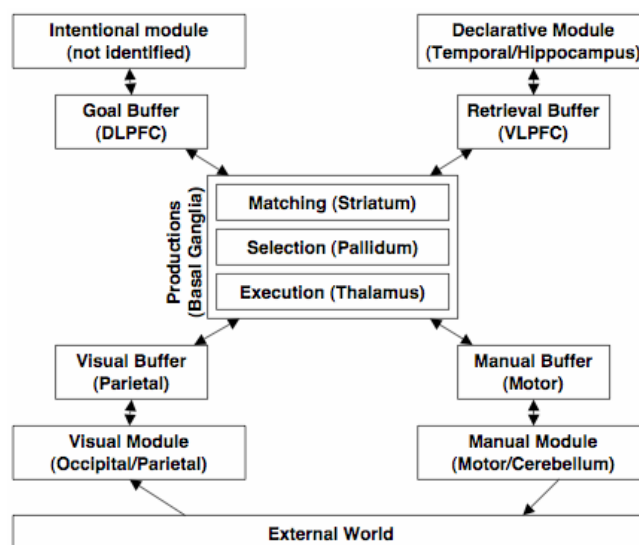 Intentional module
(not identified)
Declarative Module
(Temporal/Hippocampus)
Goal Buffer
(DLPFC)
Retrieval Buffer
(VLPFC)
Productions
(Basal Ganglia)
Matching (Striatum)
Selection (Pallidum)
Execution (Thalamus)
Visual Buffer
(Parietal)
Manual Buffer
(Motor)
Visual Module
(Occipital/Parietal)
Manual Module
(Motor/Cerebellum)
External World